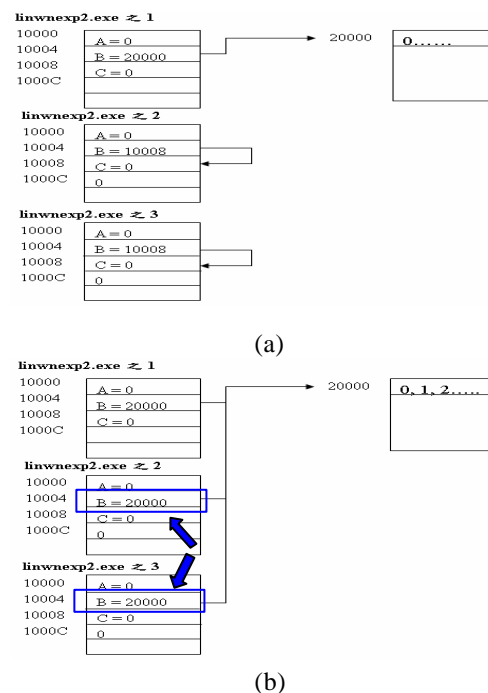 linwnexp2.exe 之 1
10000
10004
10008
1000C
A = 0
B = 20000
C = 0
20000
0......
linwnexp2.exe 之 2
10000
10004
10008
1000C
A = 0
B = 10008
C = 0
0
linwnexp2.exe 之 3
10000
10004
10008
1000C
A = 0
B = 10008
C = 0
0
(a)
linwnexp2.exe 之 1
10000
10004
10008
1000C
A = 0
B = 20000
C = 0
20000
0, 1, 2.....
linwnexp2.exe 之 2
10000
10004
10008
1000C
A = 0
B = 20000
C = 0
0
linwnexp2.exe 之 3
10000
10004
10008
1000C
A = 0
B = 20000
C = 0
0
(b)